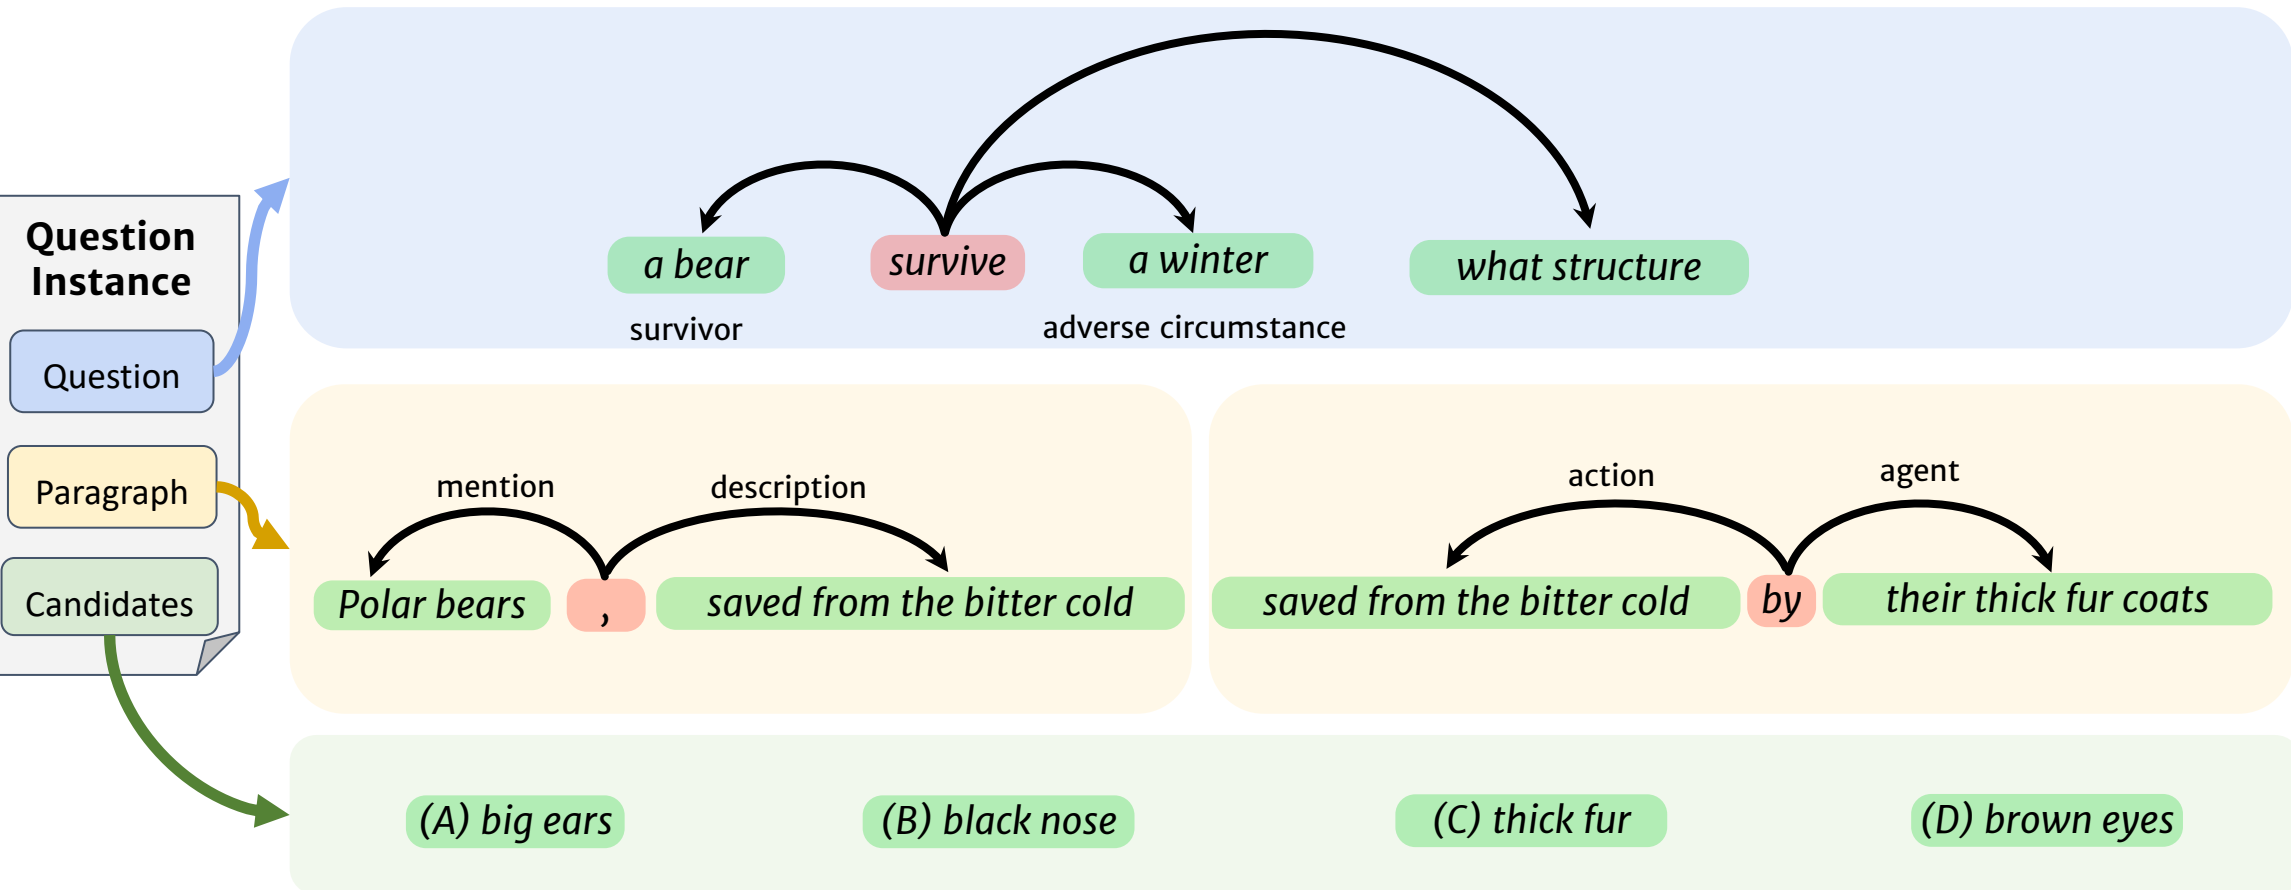 Question
Instance
Question
Paragraph
Candidates
a bear survive a winter what structure
survivor adverse circumstance
mention description action agent
Polar bears , saved from the bitter cold saved from the bitter cold by their thick fur coats
(A) big ears (B) black nose (C) thick fur (D) brown eyes